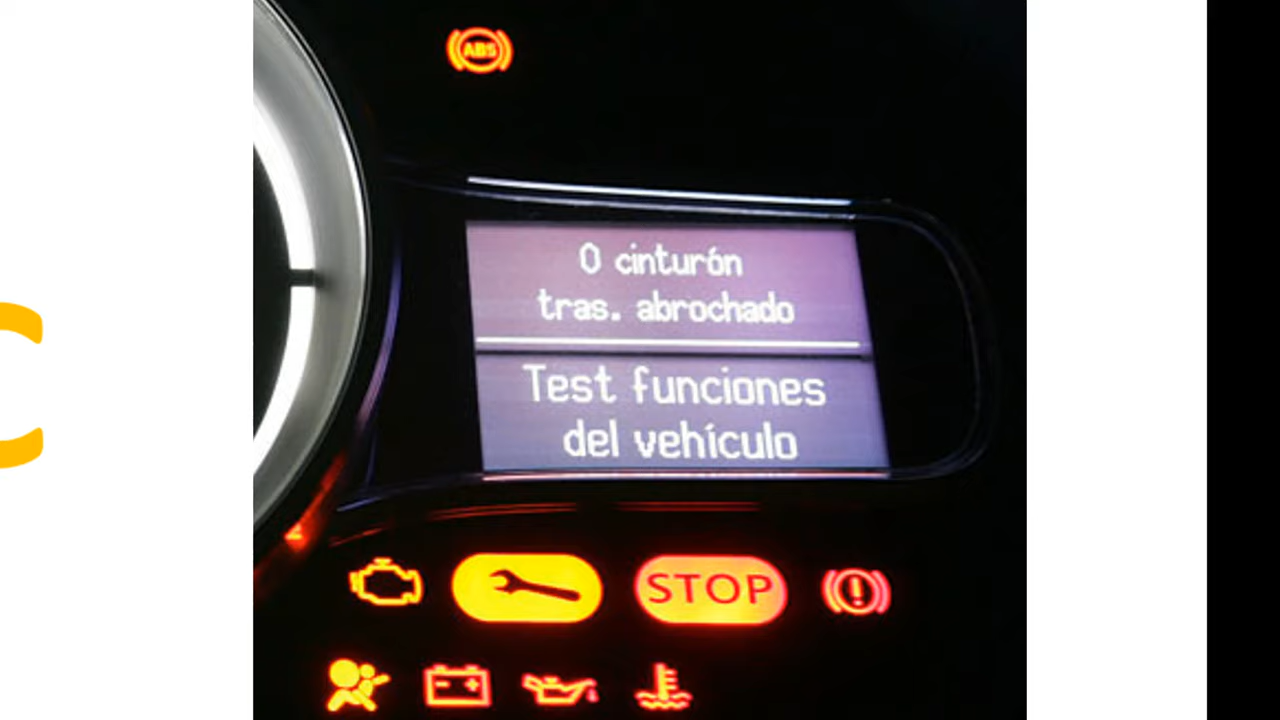 ABS
0 cinturón
tras. abrochado
Test funciones
del vehículo
STOP